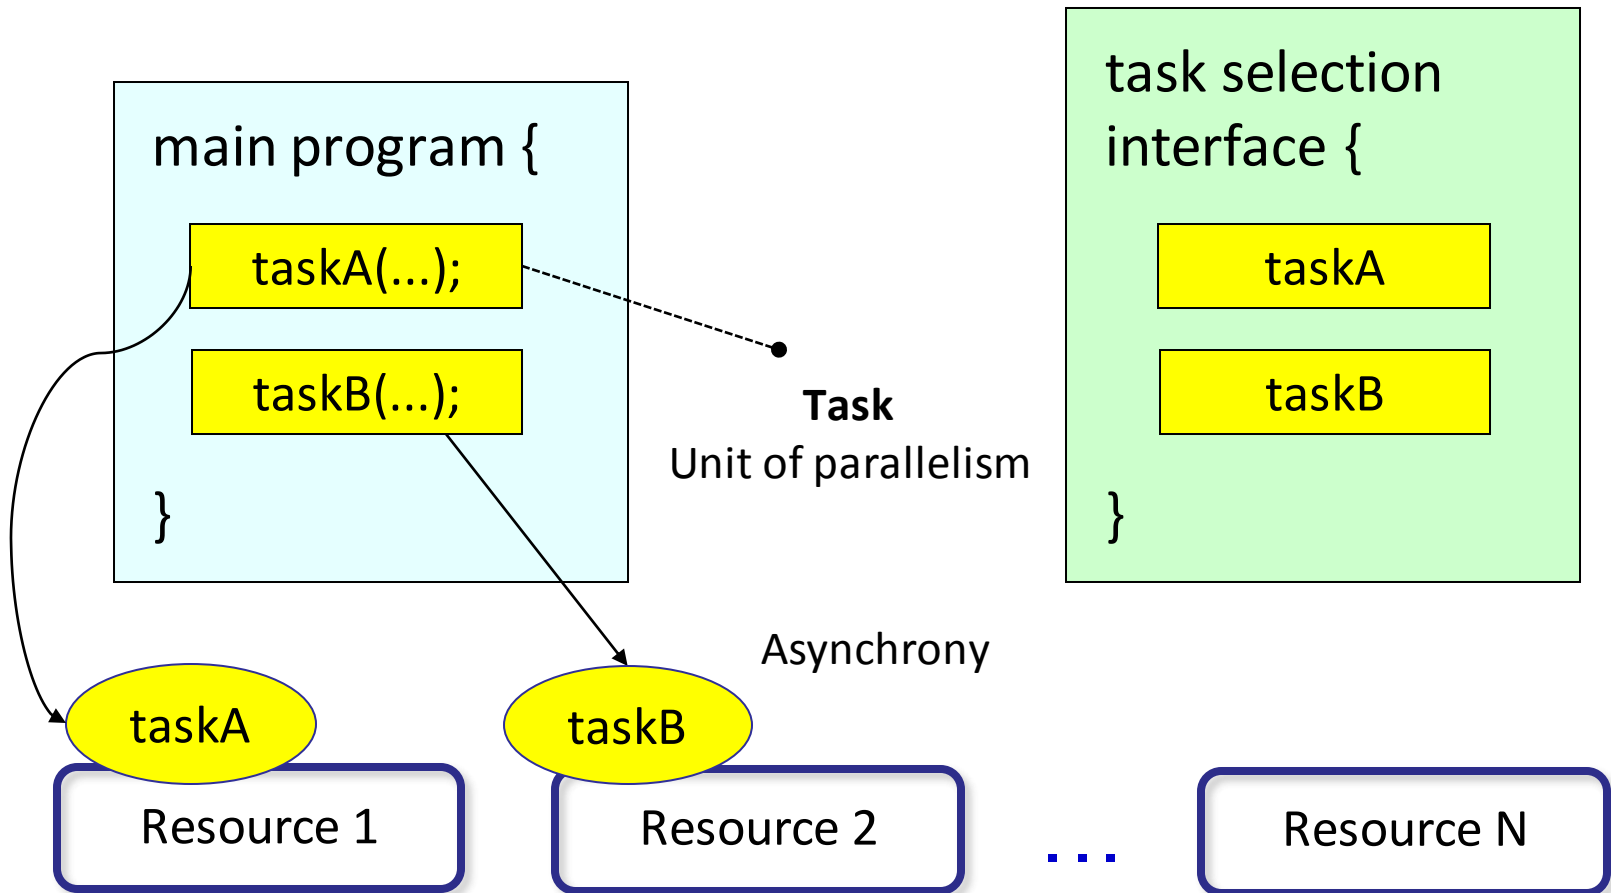 main program {
taskA(...);
taskB(...);
}
Task
Unit of parallelism
task selection
interface {
taskA
taskB
}
Asynchrony
taskA
taskB
Resource 1
Resource 2
...
Resource N